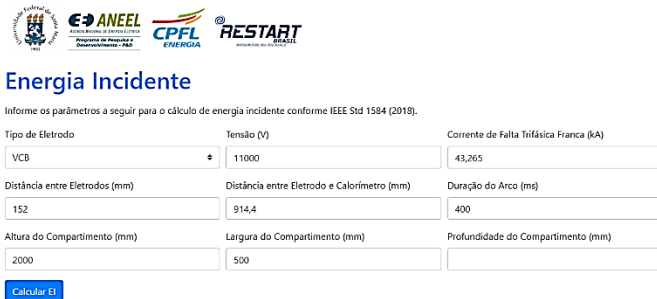 Universidade Federal de Santa Maria
1960
ANEEL
AGÊNCIA NACIONAL DE ENERGIA ELÉTRICA
Programa de Pesquisa e
Desenvolvimento - P&D
CPFL
ENERGIA
RESTART
BRASIL
Energia Incidente
Informe os parâmetros a seguir para o cálculo de energia incidente conforme IEEE Std 1584 (2018).
Tipo de Eletrodo Tensão (V) Corrente de Falta Trifásica Franca (kA)
VCB 11000 43,265
Distância entre Eletrodos (mm) Distância entre Eletrodo e Calorímetro (mm) Duração do Arco (ms)
152 914,4 400
Altura do Compartimento (mm) Largura do Compartimento (mm) Profundidade do Compartimento (mm)
2000 500
Calcular EI